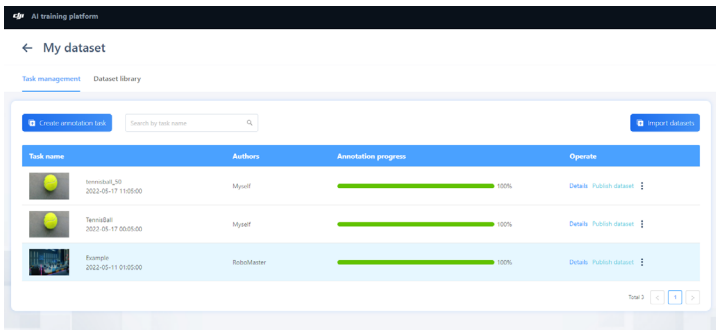 dji AI training platform
← My dataset
Task management Dataset library
Create annotation task Search by task name Import datasets
Task name Authors Annotation progress Operate
tennisball_50
2022-05-17 11:05:00 Myself 100% Details Publish dataset
TennisBall
2022-05-17 00:05:00 Myself 100% Details Publish dataset
Example
2022-05-11 01:05:00 RoboMaster 100% Details Publish dataset
Total 3 < 1 >